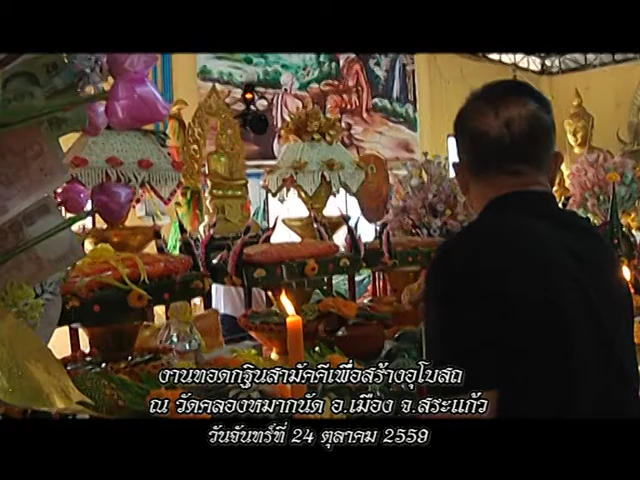 งานทอดกฐินสามัคคีเพื่อสร้างอุโบสถ
ณ วัดคลองหมากนัด อ.เมือง จ.สระแก้ว
วันจันทร์ที่ 24 ตุลาคม 2559